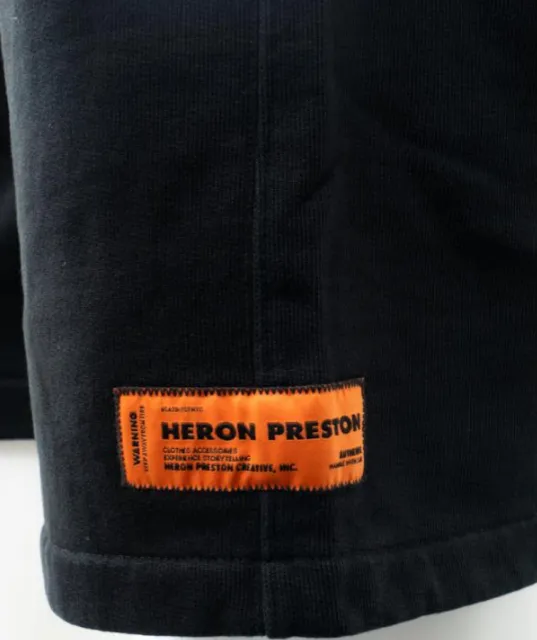 WARNING
HERON PRESTON
CLOTHES ACCESSORIES
EXPERIENCE STORYTELLING
HERON PRESTON CREATIVE, INC.